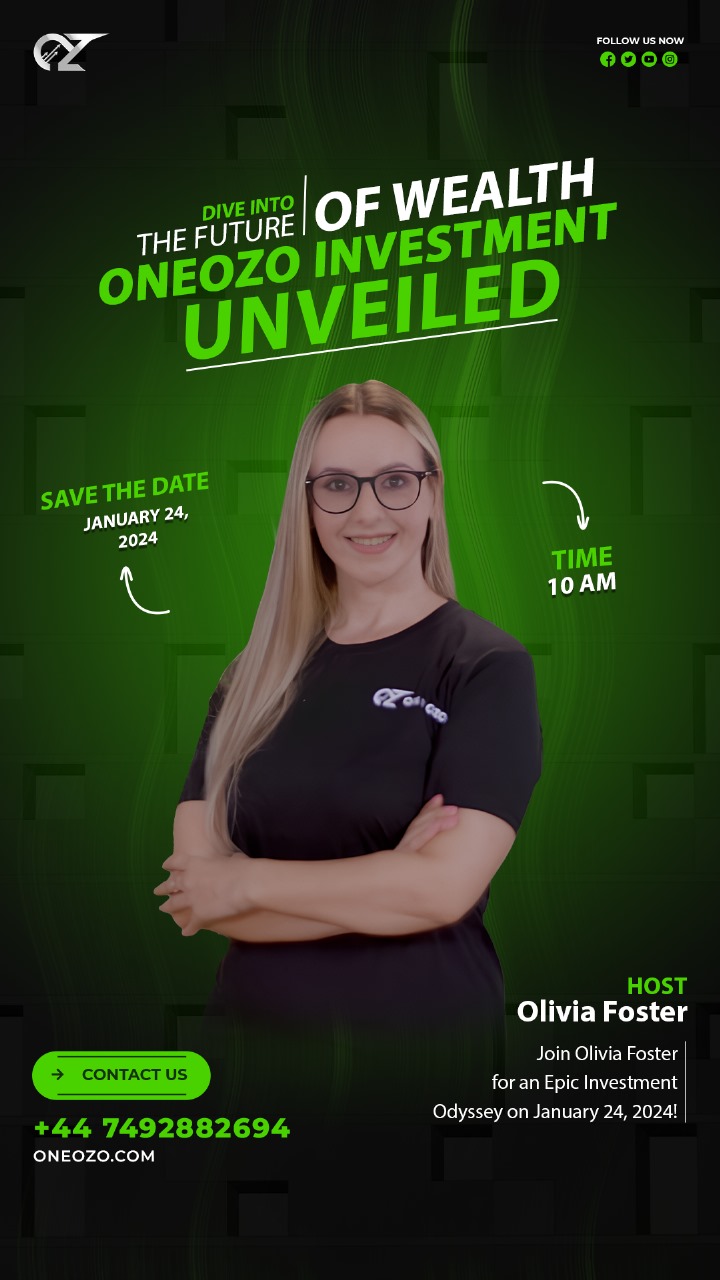 OZ
FOLLOW US NOW
DIVE INTO
THE FUTURE
OF WEALTH
ONEOZO INVESTMENT
UNVEILED
SAVE THE DATE
JANUARY 24,
2024
TIME
10 AM
OZ
HOST
Olivia Foster
Join Olivia Foster
for an Epic Investment
Odyssey on January 24, 2024!
CONTACT US
+44 7492882694
ONEOZO.COM